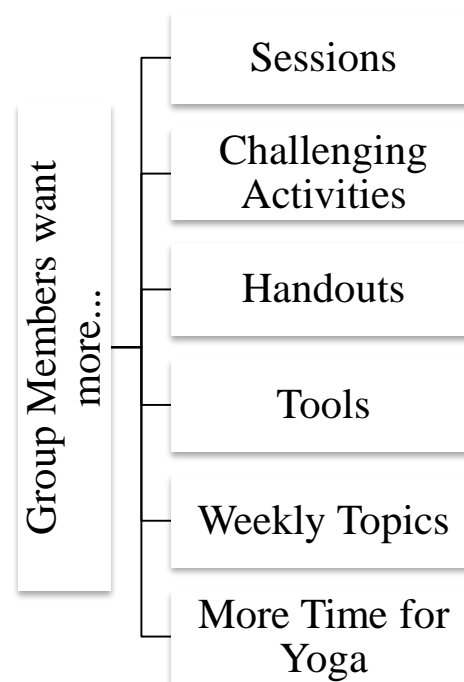 Group Members want
more...
Sessions
Challenging
Activities
Handouts
Tools
Weekly Topics
More Time for
Yoga